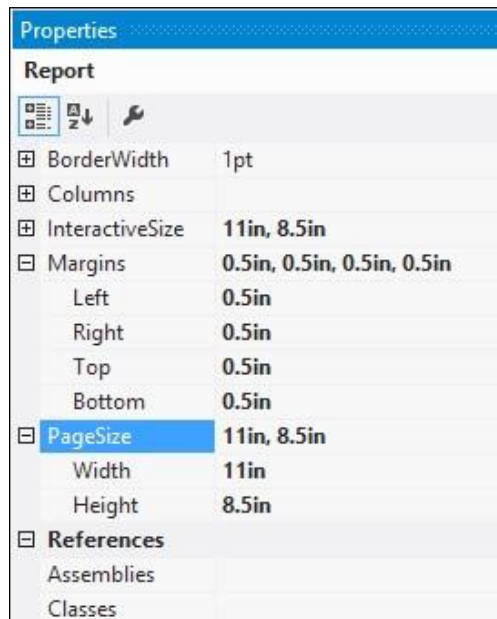 Properties
Report
BorderWidth 1pt
Columns
InteractiveSize 11in, 8.5in
Margins 0.5in, 0.5in, 0.5in, 0.5in
Left 0.5in
Right 0.5in
Top 0.5in
Bottom 0.5in
PageSize 11in, 8.5in
Width 11in
Height 8.5in
References
Assemblies
Classes